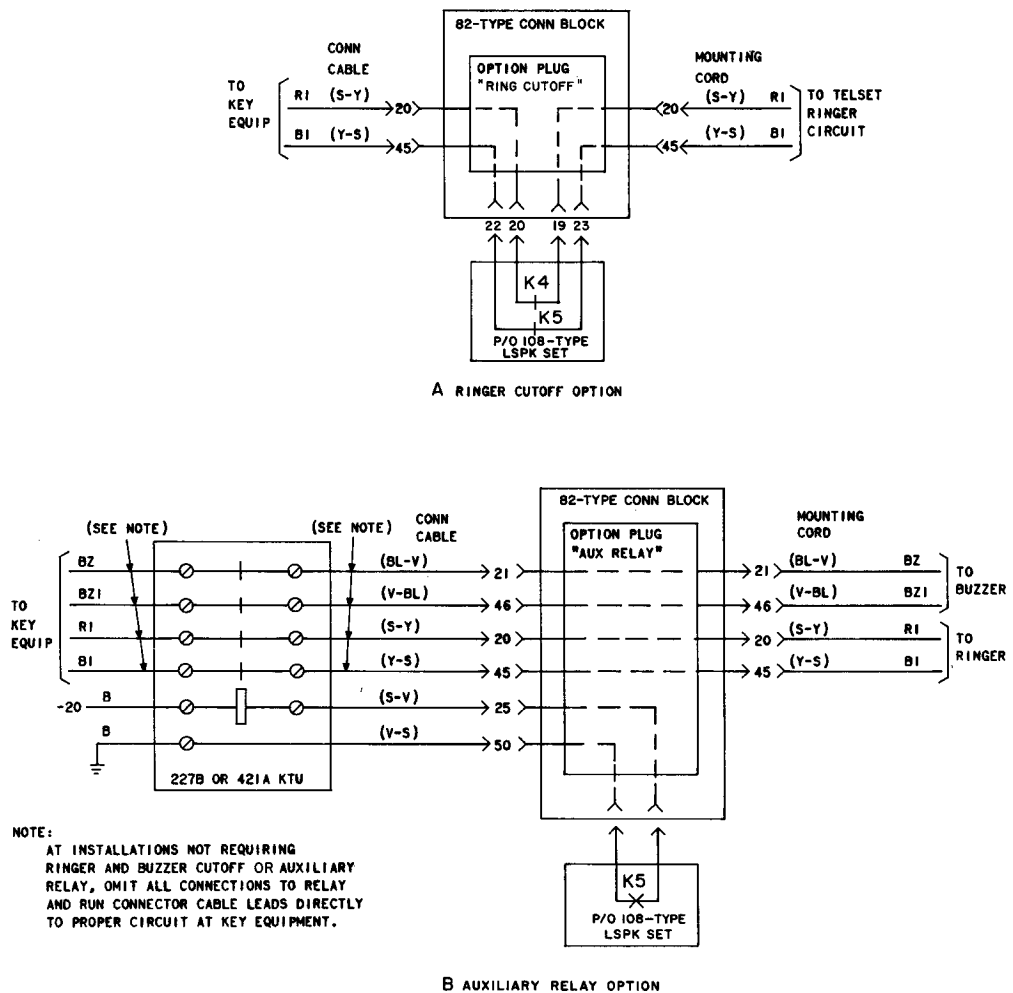 82-TYPE CONN BLOCK
CONN
CABLE
OPTION PLUG
"RING CUTOFF"
MOUNTING
CORD
TO
KEY
EQUIP
R1 (S-Y) 20
B1 (Y-S) 45
20 (S-Y) R1
45 (Y-S) B1
TO TELSET
RINGER
CIRCUIT
22 20 19 23
K4
K5
P/O 108-TYPE
LSPK SET
A RINGER CUTOFF OPTION
82-TYPE CONN BLOCK
(SEE NOTE) (SEE NOTE)
CONN
CABLE
OPTION PLUG
"AUX RELAY"
MOUNTING
CORD
TO
KEY
EQUIP
BZ (BL-V) 21 21 (BL-V) BZ
BZ1 (V-BL) 46 46 (V-BL) BZ1
TO
BUZZER
R1 (S-Y) 20 20 (S-Y) R1
B1 (Y-S) 45 45 (Y-S) B1
TO
RINGER
-20 B (S-V) 25
B (V-S) 50
227B OR 421A KTU
NOTE:
AT INSTALLATIONS NOT REQUIRING
RINGER AND BUZZER CUTOFF OR AUXILIARY
RELAY, OMIT ALL CONNECTIONS TO RELAY
AND RUN CONNECTOR CABLE LEADS DIRECTLY
TO PROPER CIRCUIT AT KEY EQUIPMENT.
K5
P/O 108-TYPE
LSPK SET
B AUXILIARY RELAY OPTION